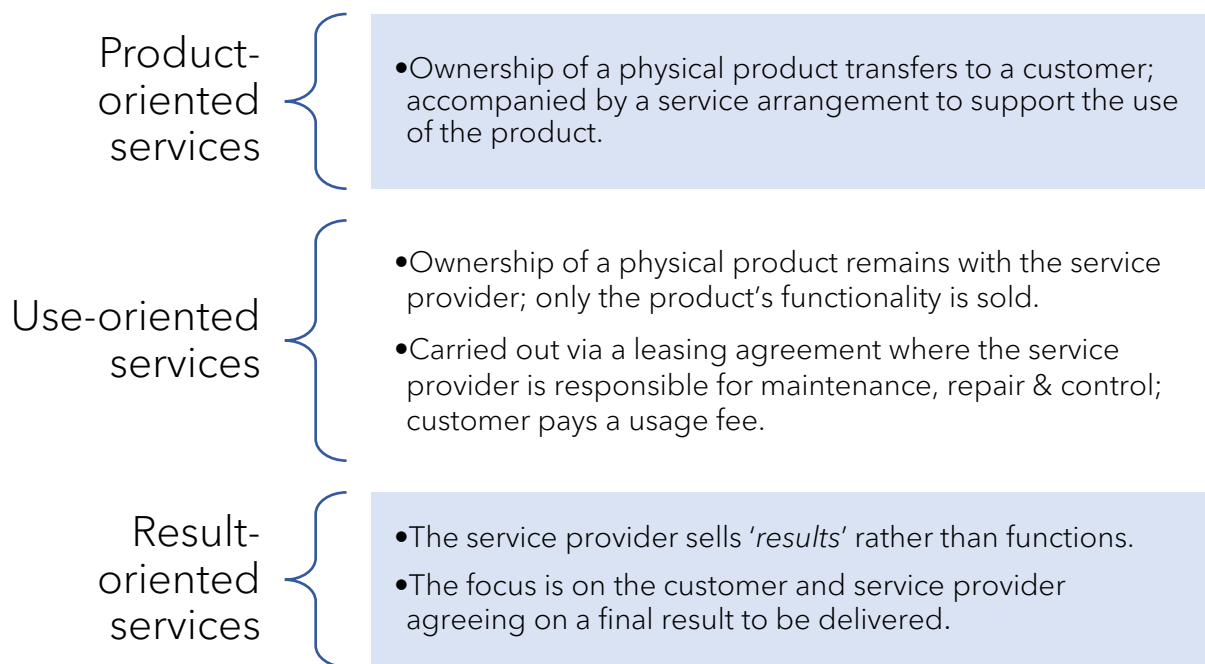 Product-
oriented
services
•Ownership of a physical product transfers to a customer;
accompanied by a service arrangement to support the use
of the product.
Use-oriented
services
•Ownership of a physical product remains with the service
provider; only the product’s functionality is sold.
•Carried out via a leasing agreement where the service
provider is responsible for maintenance, repair & control;
customer pays a usage fee.
Result-
oriented
services
•The service provider sells ‘results’ rather than functions.
•The focus is on the customer and service provider
agreeing on a final result to be delivered.